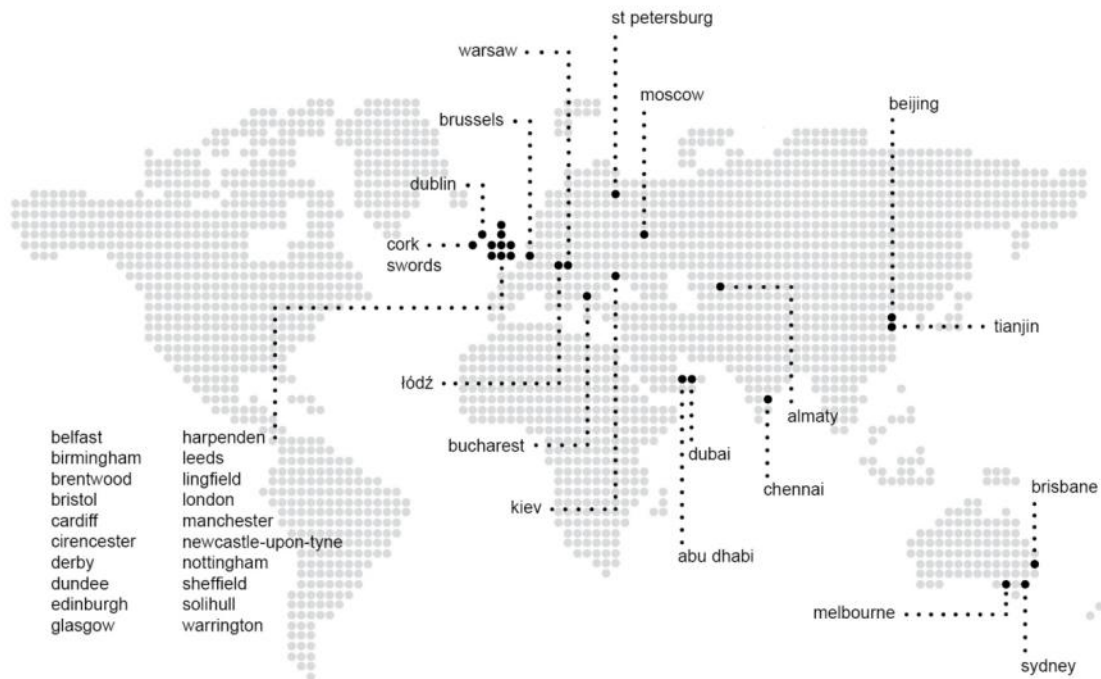 st petersburg
warsaw
moscow
beijing
brussels
dublin
cork
swords
tianjin
łódź
almaty
bucharest
dubai
chennai
kiev
abu dhabi
brisbane
melbourne
sydney
belfast harpenden
birmingham leeds
brentwood lingfield
bristol london
cardiff manchester
cirencester newcastle-upon-tyne
derby nottingham
dundee sheffield
edinburgh solihull
glasgow warrington